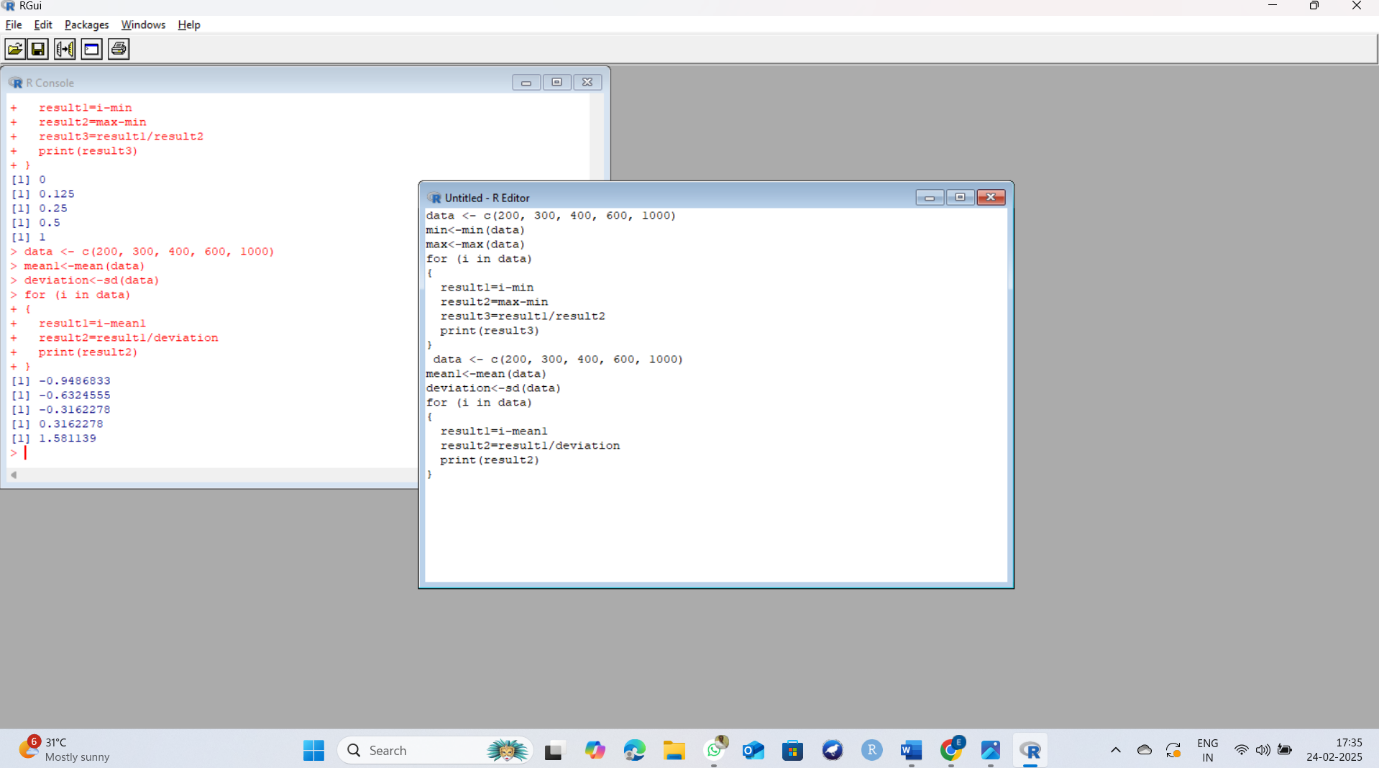 RGui
File Edit Packages Windows Help
R Console
+   result1=i-min
+   result2=max-min
+   result3=result1/result2
+   print(result3)
+ }
[1] 0
[1] 0.125
[1] 0.25
[1] 0.5
[1] 1
> data <- c(200, 300, 400, 600, 1000)
> mean1<-mean(data)
> deviation<-sd(data)
> for (i in data)
+ {
+   result1=i-mean1
+   result2=result1/deviation
+   print(result2)
+ }
[1] -0.9486833
[1] -0.6324555
[1] -0.3162278
[1] 0.3162278
[1] 1.581139
>
Untitled - R Editor
data <- c(200, 300, 400, 600, 1000)
min<-min(data)
max<-max(data)
for (i in data)
{
  result1=i-min
  result2=max-min
  result3=result1/result2
  print(result3)
}
 data <- c(200, 300, 400, 600, 1000)
mean1<-mean(data)
deviation<-sd(data)
for (i in data)
{
  result1=i-mean1
  result2=result1/deviation
  print(result2)
}
6
31°C
Mostly sunny
Search
E
ENG
IN
17:35
24-02-2025